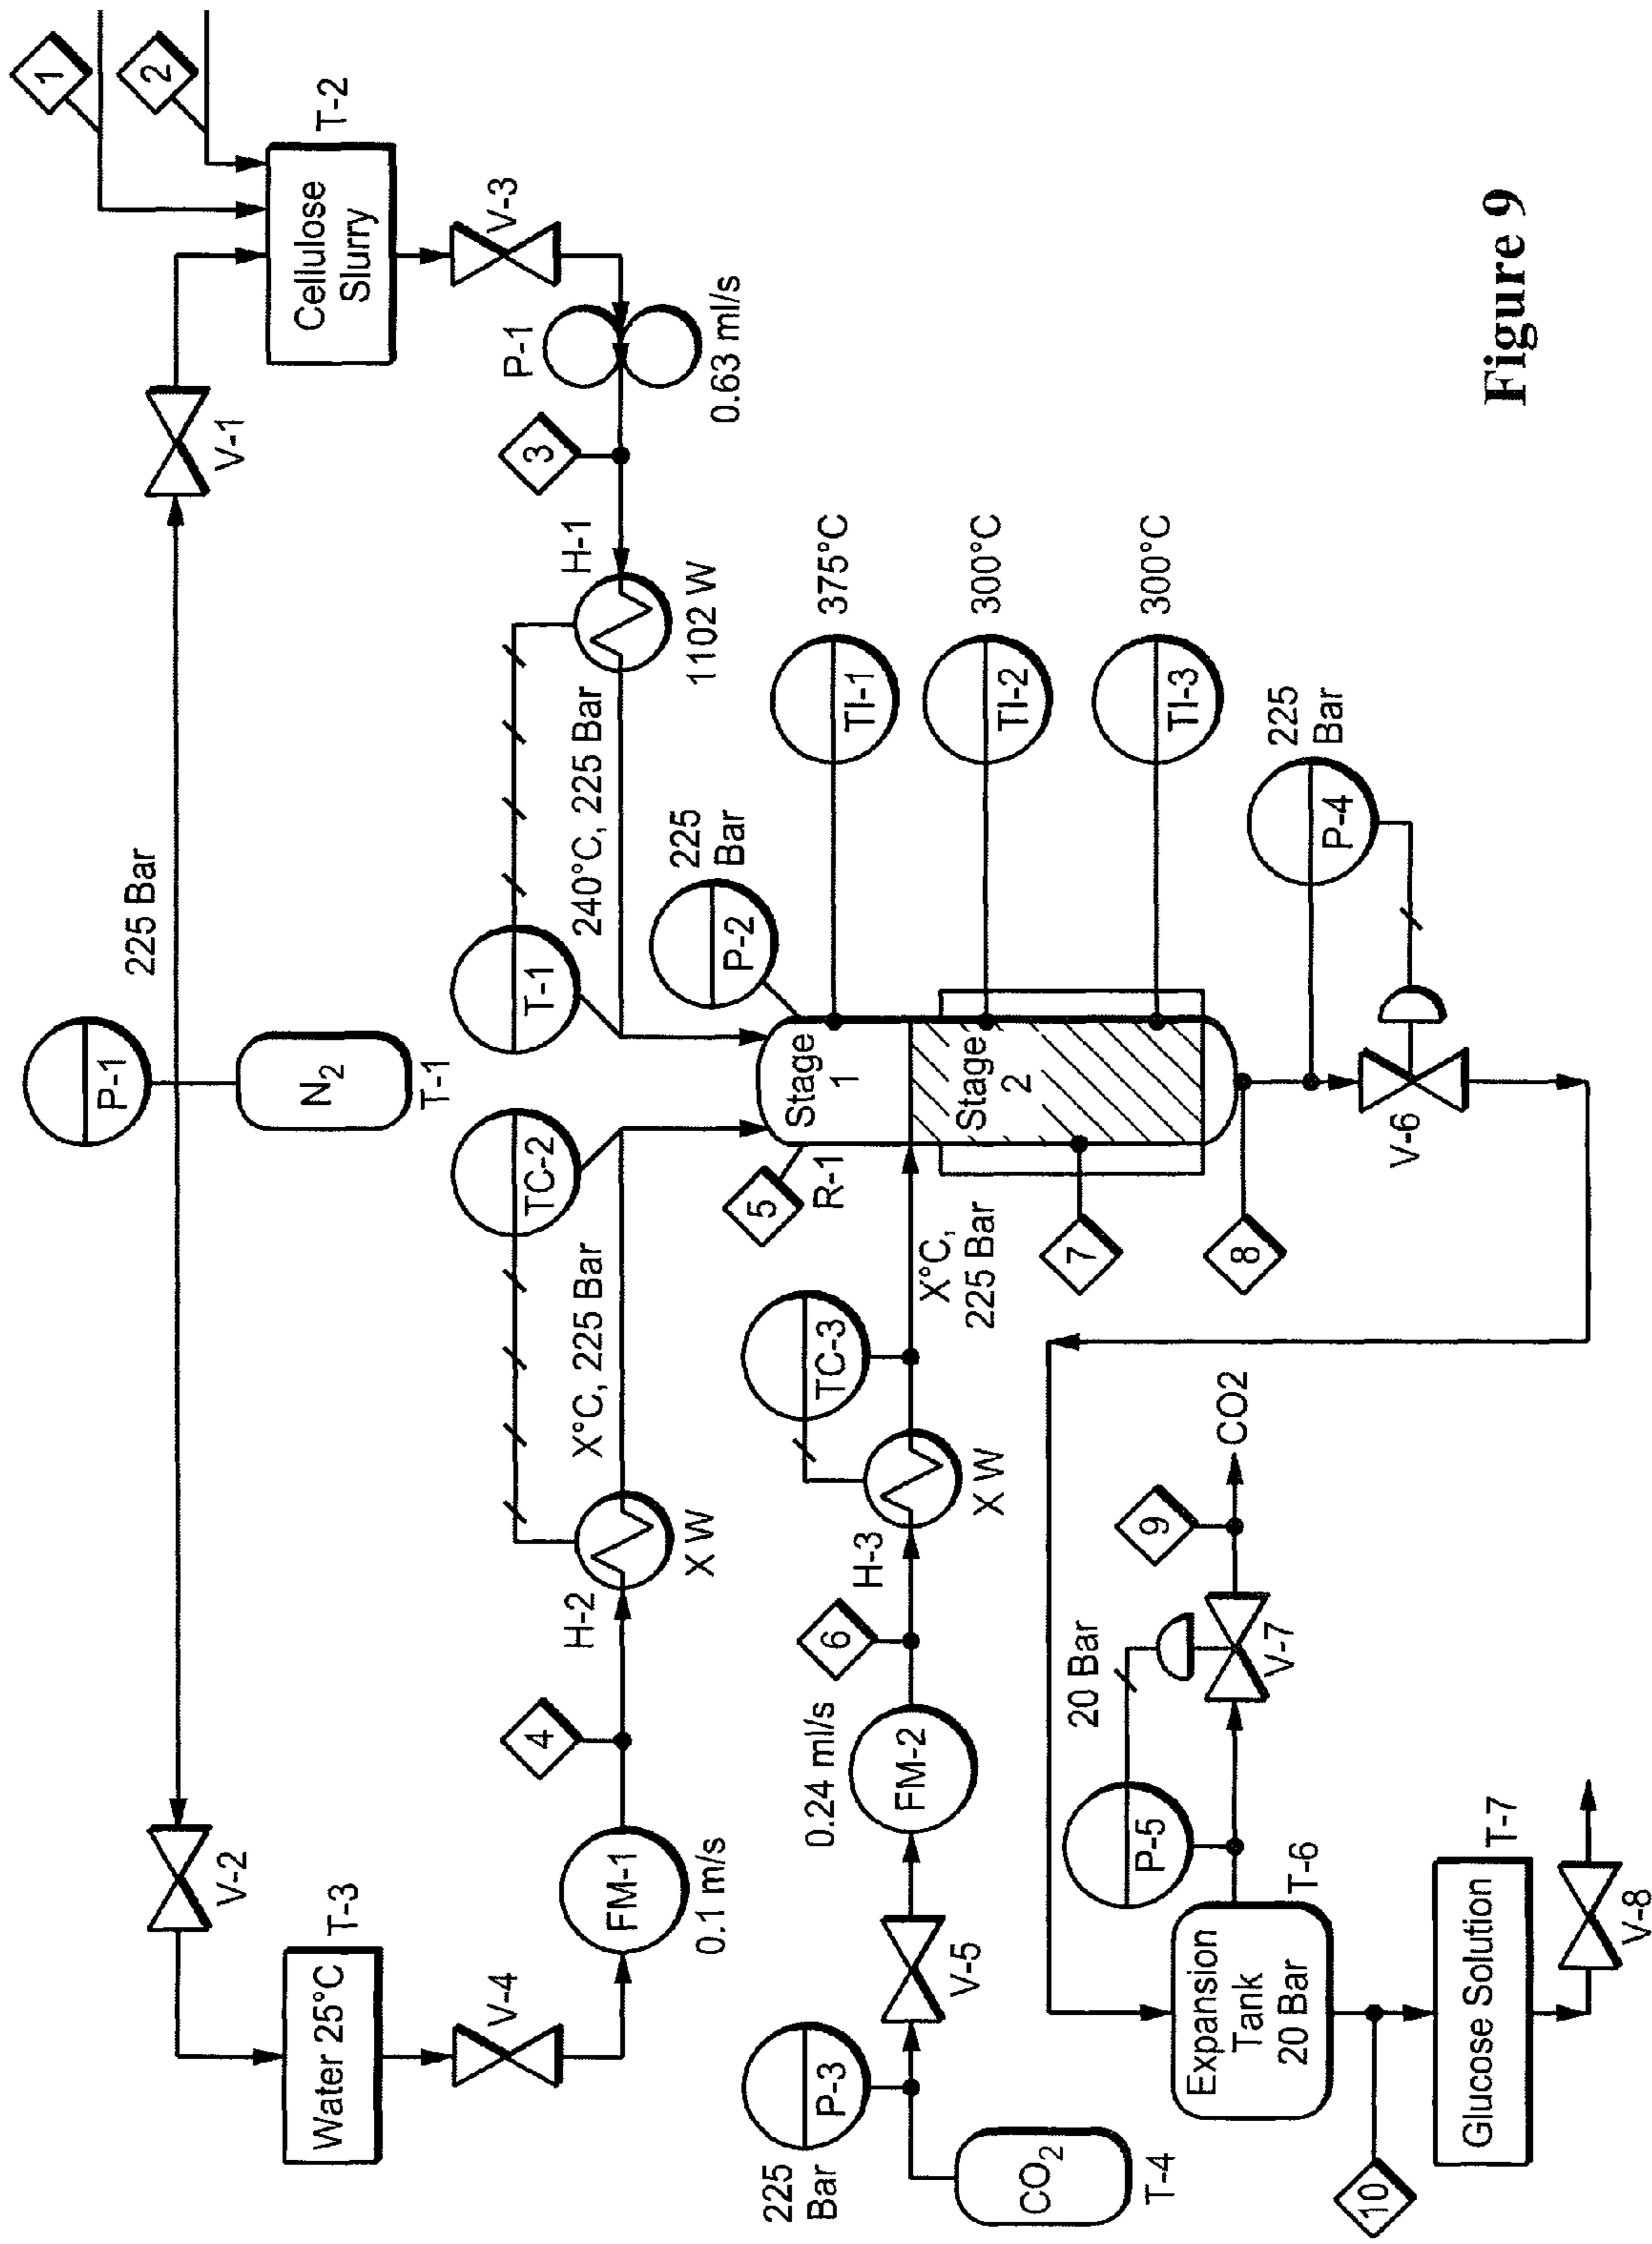 1
2
T-2
Cellulose
Slurry
V-1
V-3
P-1
0.63 ml/s
3
H-1
1102 W
225 Bar
P-1
N2
T-1
T-1
240°C, 225 Bar
TC-2
X°C, 225 Bar
H-2
X W
4
FM-1
0.1 m/s
V-2
Water 25°C
T-3
V-4
225
Bar
P-2
Stage
1
Stage
2
5
R-1
TI-1
375°C
TI-2
300°C
TI-3
300°C
225
Bar
P-4
V-6
7
8
X°C,
225 Bar
TC-3
H-3
X W
6
0.24 ml/s
FM-2
V-5
225
Bar
P-3
CO2
T-4
CO2
9
20 Bar
V-7
P-5
Expansion
Tank
20 Bar
T-6
10
Glucose Solution
T-7
V-8
Figure 9